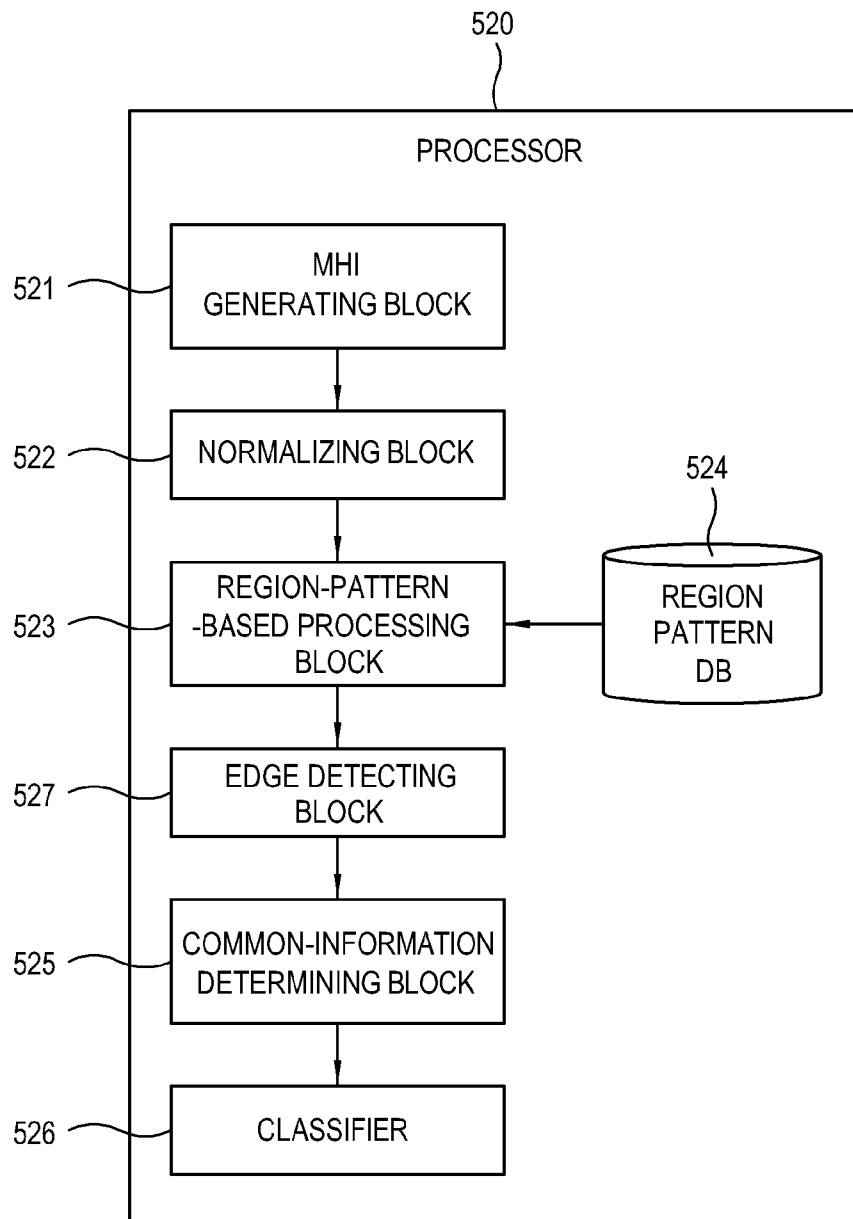 520
PROCESSOR
521
MHI
GENERATING BLOCK
522
NORMALIZING BLOCK
524
523
REGION-PATTERN
-BASED PROCESSING
BLOCK
REGION
PATTERN
DB
527
EDGE DETECTING
BLOCK
525
COMMON-INFORMATION
DETERMINING BLOCK
526
CLASSIFIER